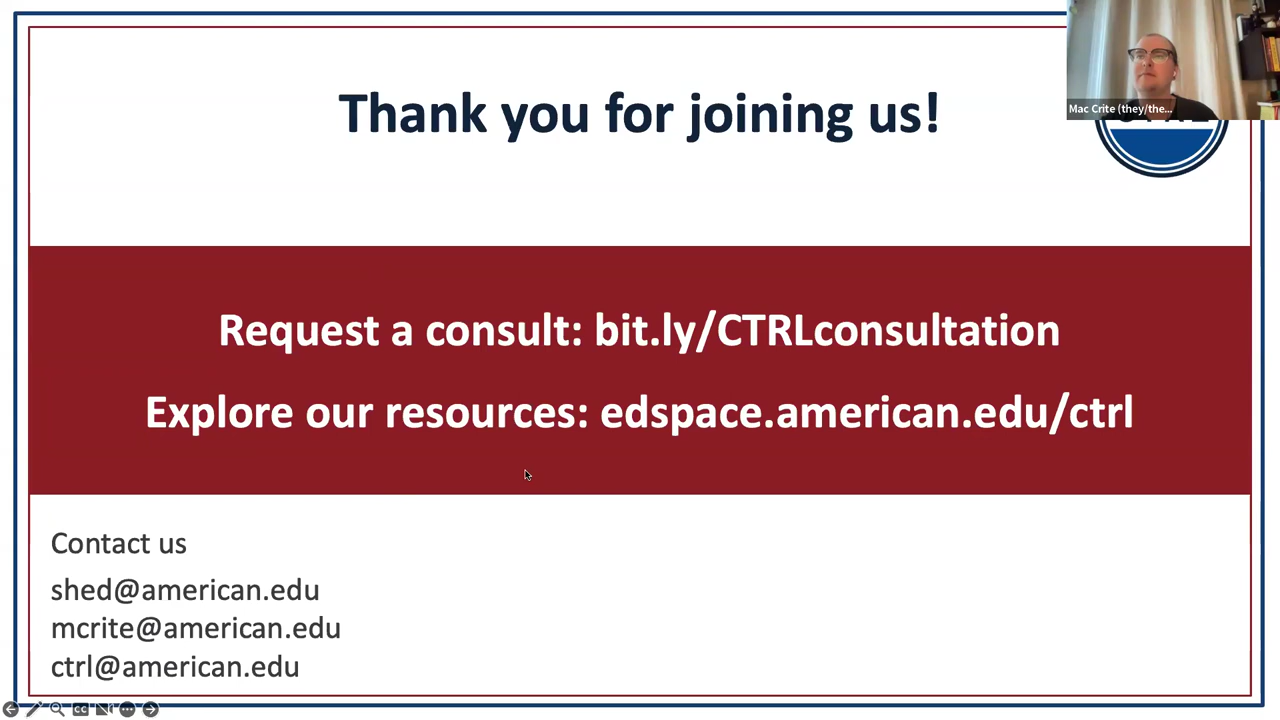 Thank you for joining us!
Mac Crite (they/the...
Request a consult: bit.ly/CTRLconsultation
Explore our resources: edspace.american.edu/ctrl
Contact us
shed@american.edu
mcrite@american.edu
ctrl@american.edu
CC